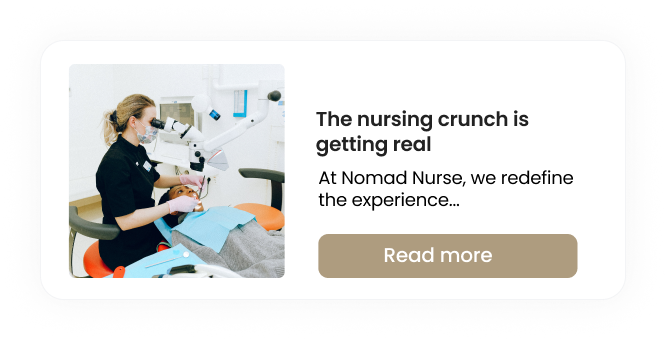 The nursing crunch is
getting real
At Nomad Nurse, we redefine
the experience...
Read more